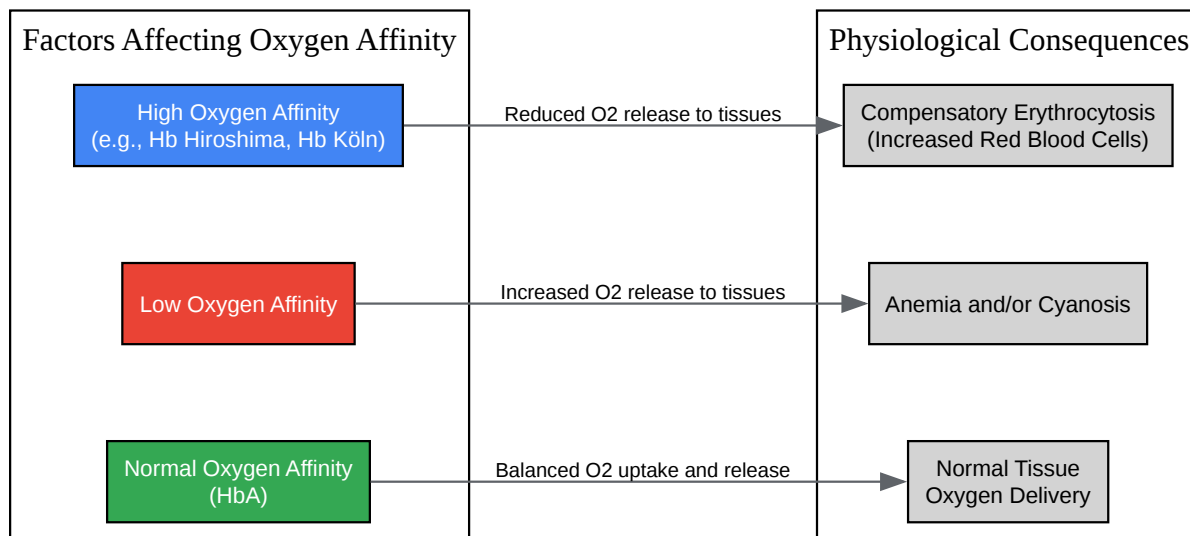 Factors Affecting Oxygen Affinity
High Oxygen Affinity
(e.g., Hb Hiroshima, Hb Köln)
Low Oxygen Affinity
Normal Oxygen Affinity
(HbA)
Reduced O2 release to tissues
Increased O2 release to tissues
Balanced O2 uptake and release
Physiological Consequences
Compensatory Erythrocytosis
(Increased Red Blood Cells)
Anemia and/or Cyanosis
Normal Tissue
Oxygen Delivery